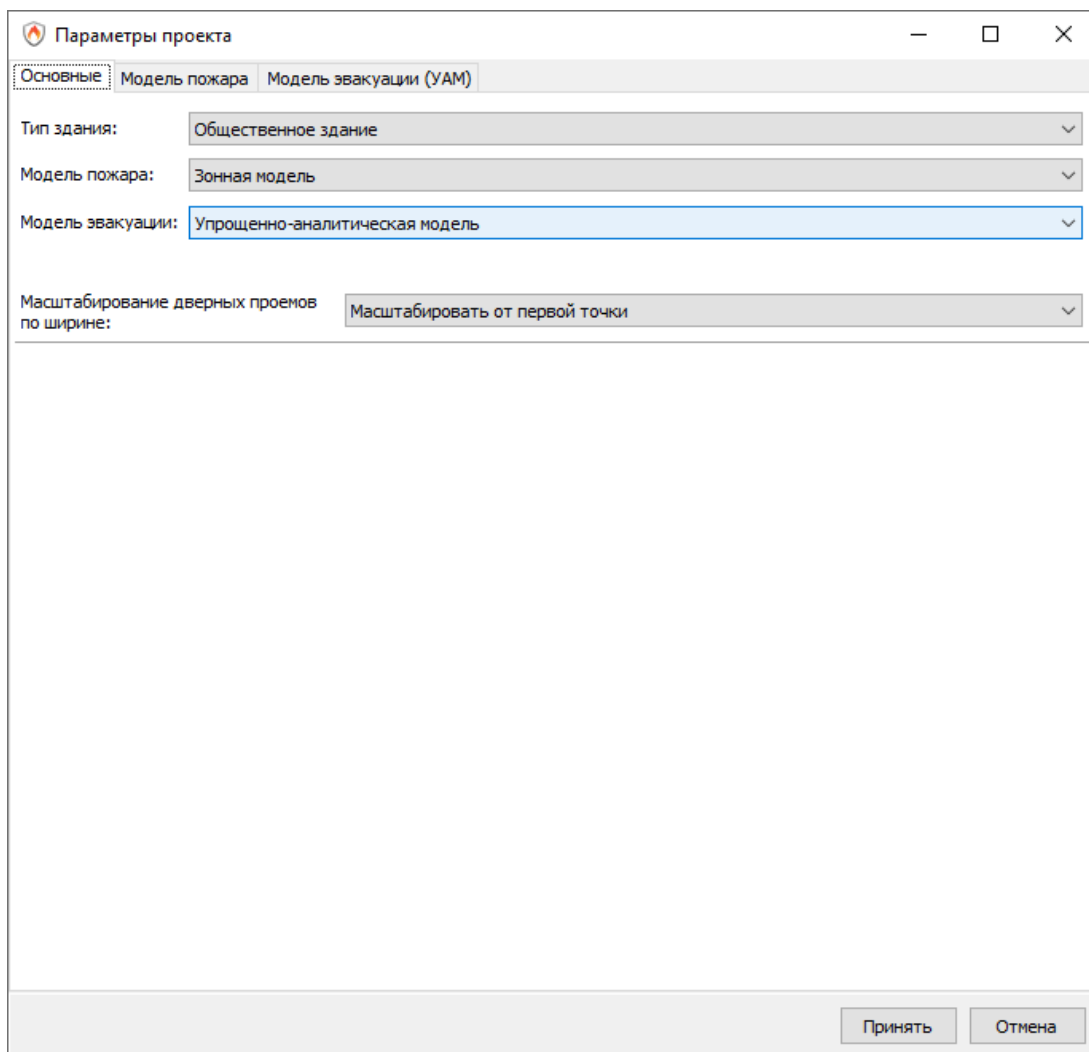 Параметры проекта
Основные Модель пожара Модель эвакуации (УАМ)
Тип здания: Общественное здание
Модель пожара: Зонная модель
Модель эвакуации: Упрощенно-аналитическая модель
Масштабирование дверных проемов
по ширине: Масштабировать от первой точки
Принять Отмена